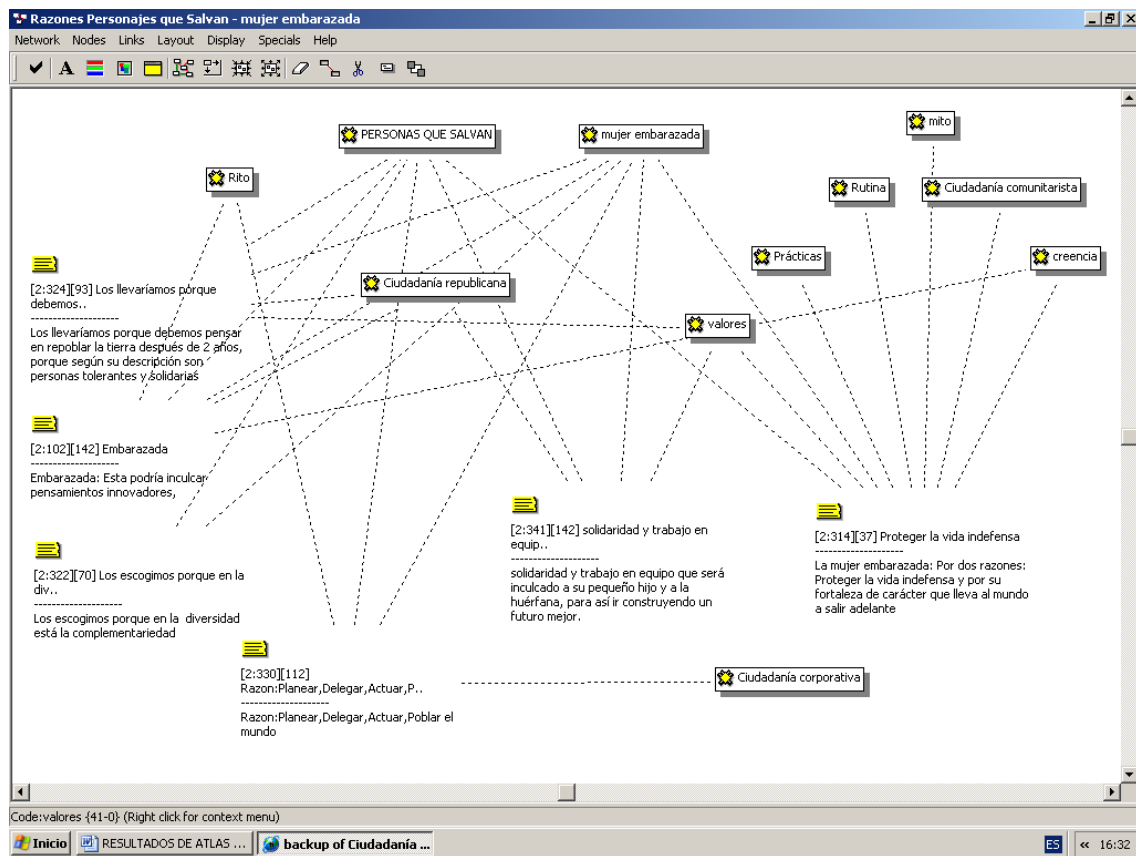 Razones Personajes que Salvan - mujer embarazada
Network Nodes Links Layout Display Specials Help
A
PERSONAS QUE SALVAN
mujer embarazada
mito
Rito
Rutina
Ciudadanía comunitarista
Prácticas
creencia
Ciudadanía republicana
valores
[2:324][93] Los llevaríamos porque
debemos..
--------------------
Los llevaríamos porque debemos pensar
en repoblar la tierra después de 2 años,
porque según su descripción son
personas tolerantes y solidarias
[2:102][142] Embarazada
--------------------
Embarazada: Esta podría inculcar
pensamientos innovadores,
[2:322][70] Los escogimos porque en la
div..
--------------------
Los escogimos porque en la diversidad
está la complementariedad
[2:341][142] solidaridad y trabajo en
equip..
--------------------
solidaridad y trabajo en equipo que será
inculcado a su pequeño hijo y a la
huérfana, para así ir construyendo un
futuro mejor.
[2:314][37] Proteger la vida indefensa
--------------------
La mujer embarazada: Por dos razones:
Proteger la vida indefensa y por su
fortaleza de carácter que lleva al mundo
a salir adelante
[2:330][112]
Razon:Planear,Delegar,Actuar,P..
--------------------
Razon:Planear,Delegar,Actuar,Poblar el
mundo
Ciudadanía corporativa
Code:valores {41-0} (Right click for context menu)
Inicio
RESULTADOS DE ATLAS ...
backup of Ciudadanía ...
ES
« 16:32